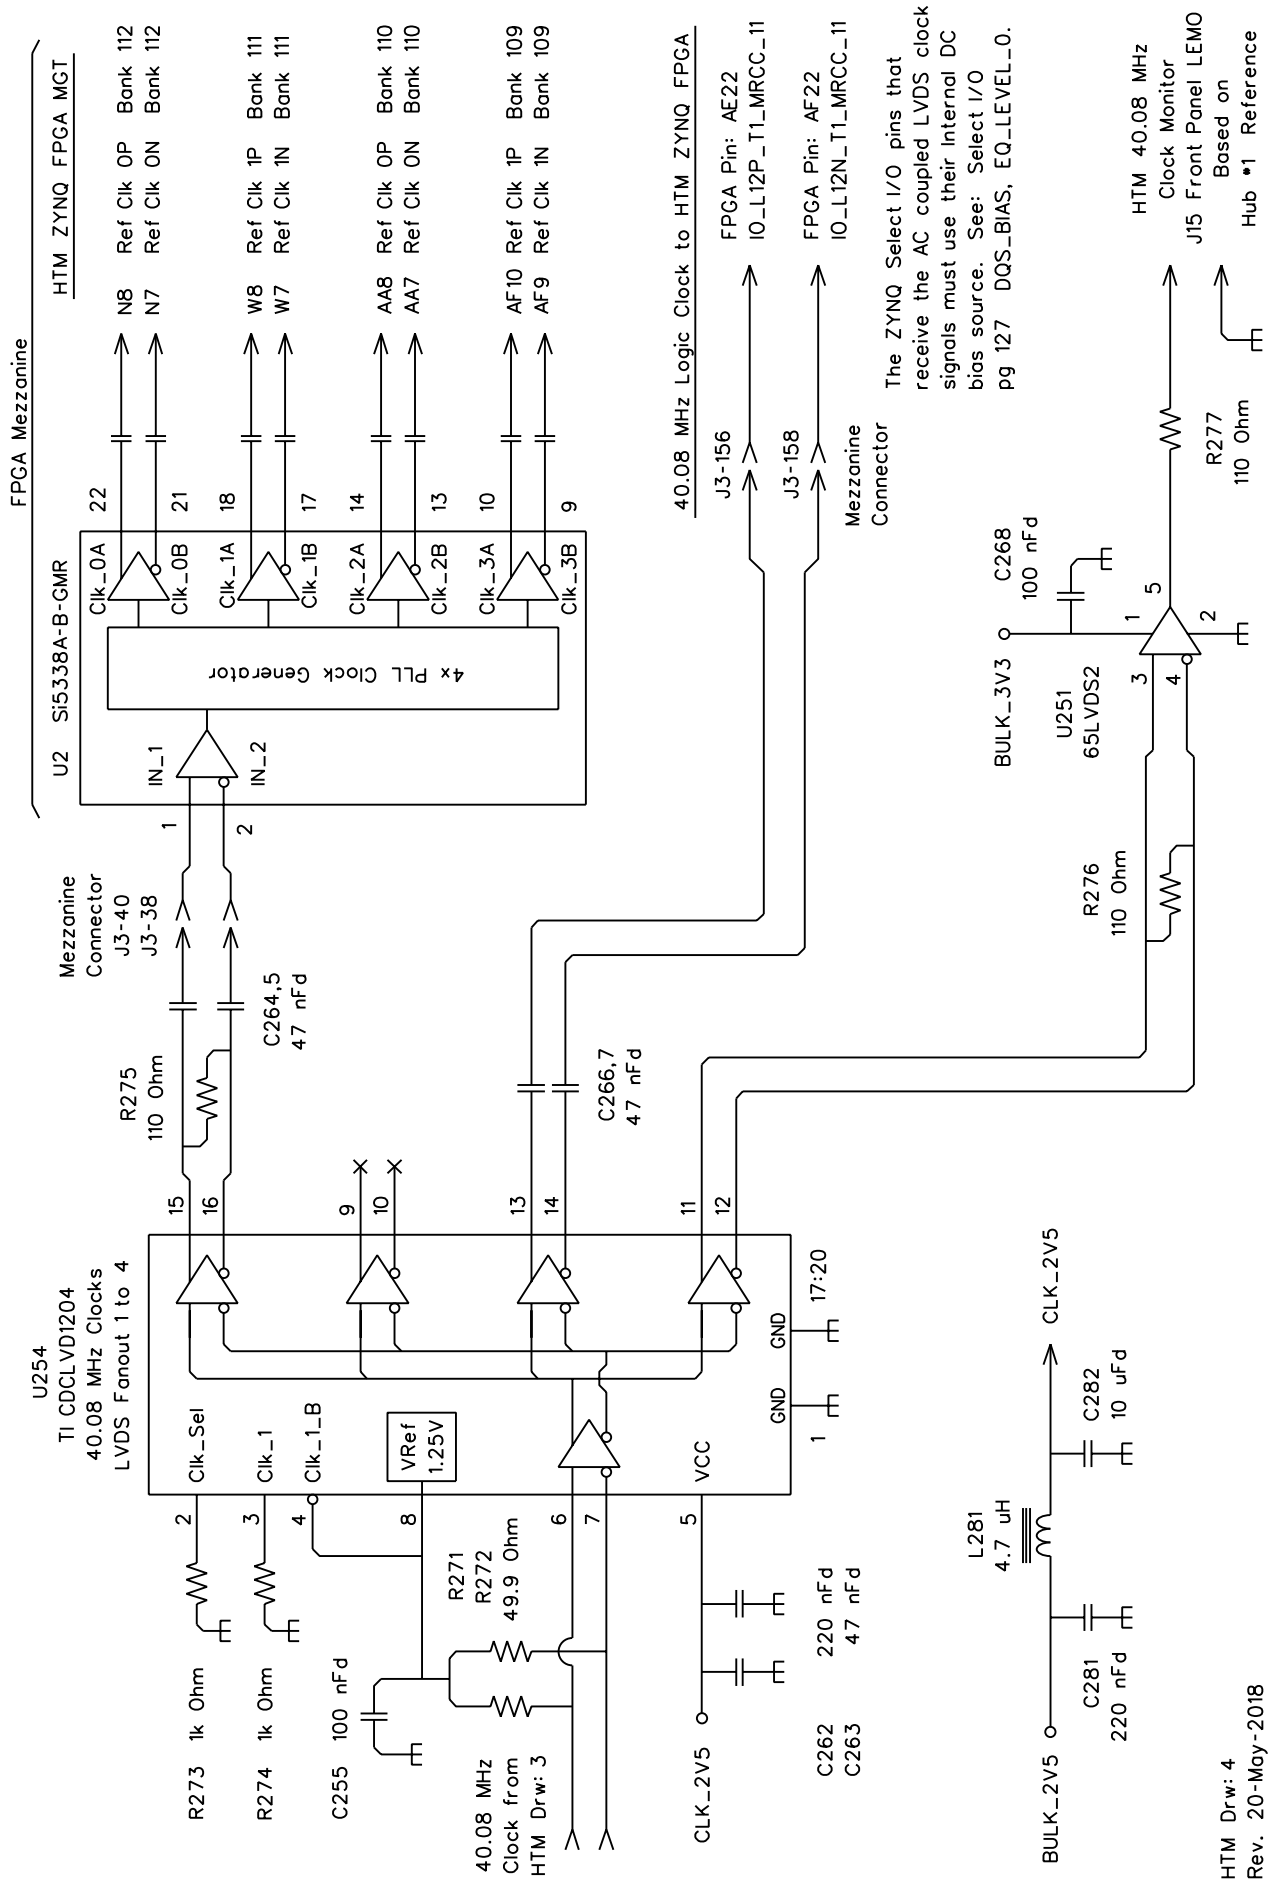 FPGA Mezzanine
HTM ZYNQ FPGA MGT
U2 Si5338A-B-GMR
IN_1
IN_2
1
2
4x PLL Clock Generator
Clk_0A
22
N8 Ref Clk 0P Bank 112
Clk_0B
21
N7 Ref Clk 0N Bank 112
Clk_1A
18
W8 Ref Clk 1P Bank 111
Clk_1B
17
W7 Ref Clk 1N Bank 111
Clk_2A
14
AA8 Ref Clk 0P Bank 110
Clk_2B
13
AA7 Ref Clk 0N Bank 110
Clk_3A
10
AF10 Ref Clk 1P Bank 109
Clk_3B
9
AF9 Ref Clk 1N Bank 109
Mezzanine
Connector
J3-40
J3-38
R275
110 Ohm
C264,5
47 nFd
U254
TI CDCLVD1204
40.08 MHz Clocks
LVDS Fanout 1 to 4
Clk_Sel
Clk_1
Clk_1_B
VRef
1.25V
VCC
GND
GND
2
3
4
8
6
7
5
1
17:20
15
16
9
10
13
14
11
12
R273 1k Ohm
R274 1k Ohm
C255 100 nFd
R271
R272
49.9 Ohm
40.08 MHz
Clock from
HTM Drw: 3
CLK_2V5
C262 220 nFd
C263 47 nFd
C266,7
47 nFd
40.08 MHz Logic Clock to HTM ZYNQ FPGA
J3-156
FPGA Pin: AE22
IO_L12P_T1_MRCC_11
J3-158
FPGA Pin: AF22
IO_L12N_T1_MRCC_11
Mezzanine
Connector
The ZYNQ Select I/O pins that
receive the AC coupled LVDS clock
signals must use their Internal DC
bias source. See: Select I/O
pg 127 DQS_BIAS, EQ_LEVEL_0.
BULK_3V3
C268
100 nFd
U251
65LVDS2
1
5
3
4
2
R276
110 Ohm
R277
110 Ohm
HTM 40.08 MHz
Clock Monitor
J15 Front Panel LEMO
Based on
Hub #1 Reference
BULK_2V5
C281
220 nFd
L281
4.7 uH
C282
10 uFd
CLK_2V5
HTM Drw: 4
Rev. 20-May-2018